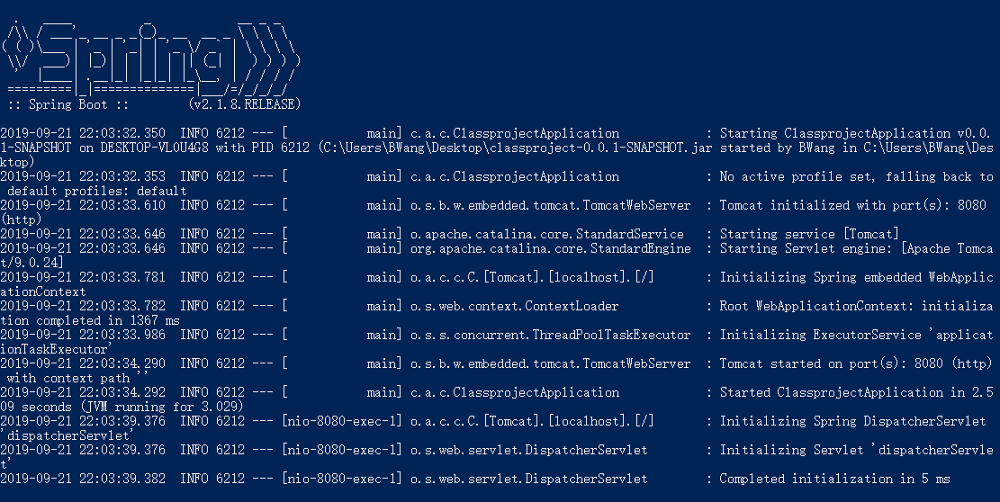 .   ____          _            __ _ _
 /\\ / ___'_ __ _ _(_)_ __  __ _ \ \ \ \
( ( )\___ | '_ | '_| | '_ \/ _` | \ \ \ \
 \\/  ___)| |_)| | | | | || (_| |  ) ) ) )
  '  |____| .__|_| |_|_| |_\__, | / / / /
 =========|_|==============|___/=/_/_/_/
 :: Spring Boot ::        (v2.1.8.RELEASE)
2019-09-21 22:03:32.350  INFO 6212 --- [           main] c.a.c.ClassprojectApplication            : Starting ClassprojectApplication v0.0.
1-SNAPSHOT on DESKTOP-VL0U4G8 with PID 6212 (C:\Users\BWang\Desktop\classproject-0.0.1-SNAPSHOT.jar started by BWang in C:\Users\BWang\Des
ktop)
2019-09-21 22:03:32.353  INFO 6212 --- [           main] c.a.c.ClassprojectApplication            : No active profile set, falling back to
 default profiles: default
2019-09-21 22:03:33.610  INFO 6212 --- [           main] o.s.b.w.embedded.tomcat.TomcatWebServer  : Tomcat initialized with port(s): 8080
(http)
2019-09-21 22:03:33.646  INFO 6212 --- [           main] o.apache.catalina.core.StandardService   : Starting service [Tomcat]
2019-09-21 22:03:33.646  INFO 6212 --- [           main] org.apache.catalina.core.StandardEngine  : Starting Servlet engine: [Apache Tomca
t/9.0.24]
2019-09-21 22:03:33.781  INFO 6212 --- [           main] o.a.c.c.C.[Tomcat].[localhost].[/]       : Initializing Spring embedded WebApplic
ationContext
2019-09-21 22:03:33.782  INFO 6212 --- [           main] o.s.web.context.ContextLoader            : Root WebApplicationContext: initializa
tion completed in 1367 ms
2019-09-21 22:03:33.986  INFO 6212 --- [           main] o.s.s.concurrent.ThreadPoolTaskExecutor  : Initializing ExecutorService 'applicat
ionTaskExecutor'
2019-09-21 22:03:34.290  INFO 6212 --- [           main] o.s.b.w.embedded.tomcat.TomcatWebServer  : Tomcat started on port(s): 8080 (http)
 with context path ''
2019-09-21 22:03:34.292  INFO 6212 --- [           main] c.a.c.ClassprojectApplication            : Started ClassprojectApplication in 2.5
09 seconds (JVM running for 3.029)
2019-09-21 22:03:39.376  INFO 6212 --- [nio-8080-exec-1] o.a.c.c.C.[Tomcat].[localhost].[/]       : Initializing Spring DispatcherServlet
'dispatcherServlet'
2019-09-21 22:03:39.376  INFO 6212 --- [nio-8080-exec-1] o.s.web.servlet.DispatcherServlet        : Initializing Servlet 'dispatcherServle
t'
2019-09-21 22:03:39.382  INFO 6212 --- [nio-8080-exec-1] o.s.web.servlet.DispatcherServlet        : Completed initialization in 5 ms